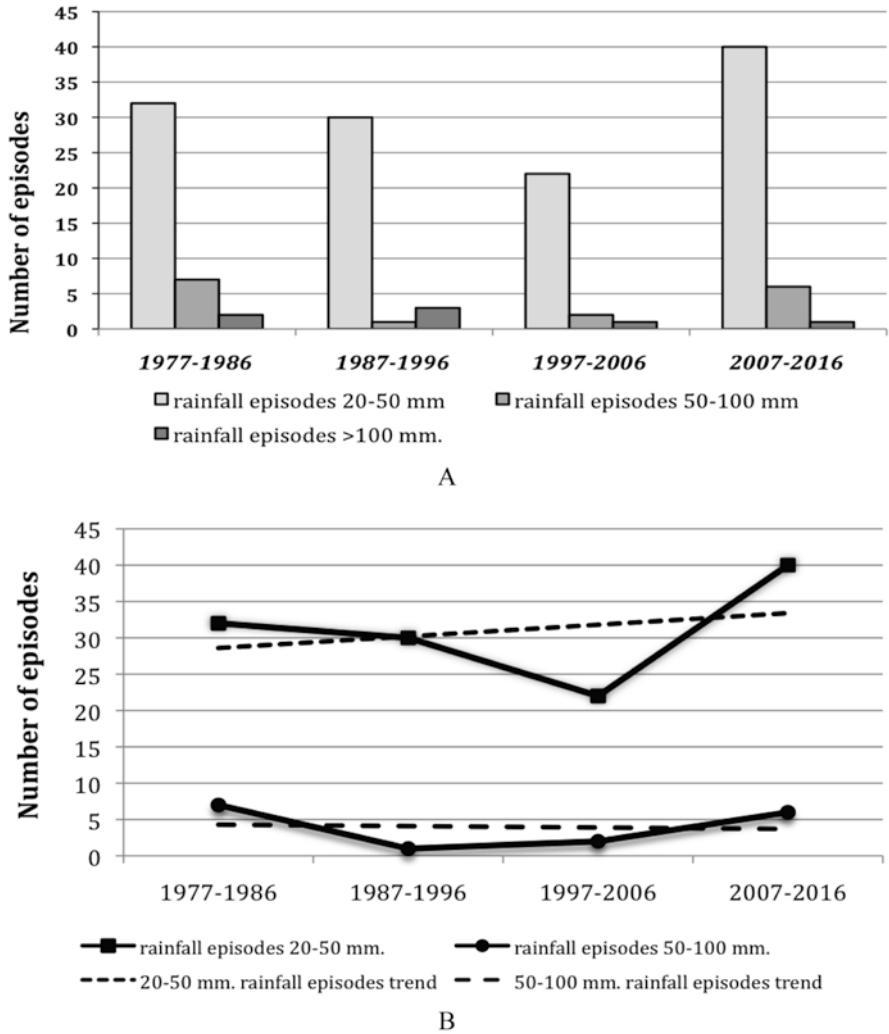 45
40
35
30
25
20
15
10
5
0
Number of episodes
1977-1986 1987-1996 1997-2006 2007-2016
rainfall episodes 20-50 mm rainfall episodes 50-100 mm
rainfall episodes >100 mm.
A
45
40
35
30
25
20
15
10
5
0
Number of episodes
1977-1986 1987-1996 1997-2006 2007-2016
rainfall episodes 20-50 mm. rainfall episodes 50-100 mm.
20-50 mm. rainfall episodes trend 50-100 mm. rainfall episodes trend
B